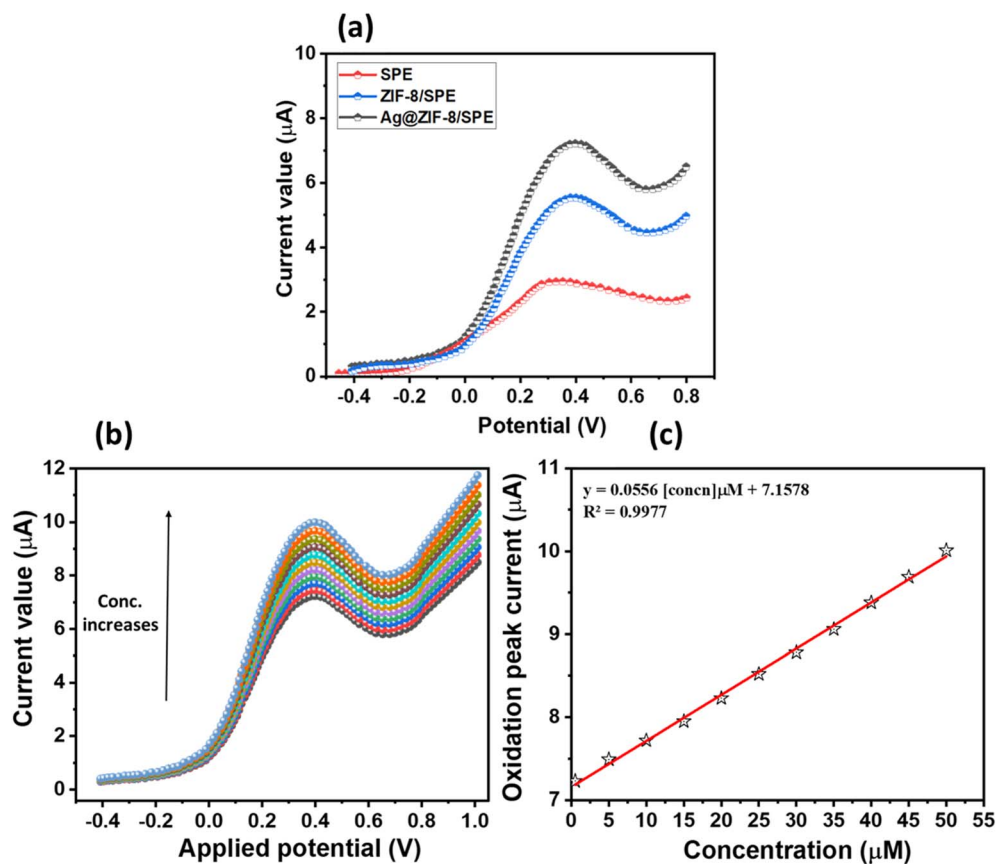 (a)
10
8
6
4
2
0
Current value (μA)
SPE
ZIF-8/SPE
Ag@ZIF-8/SPE
-0.4 -0.2 0.0 0.2 0.4 0.6 0.8
Potential (V)
(b)
12
10
8
6
4
2
0
Current value (μA)
Conc.
increases
-0.4 -0.2 0.0 0.2 0.4 0.6 0.8 1.0
Applied potential (V)
(c)
11
10
9
8
7
Oxidation peak current (μA)
y = 0.0556 [concn]μM + 7.1578
R² = 0.9977
0 5 10 15 20 25 30 35 40 45 50 55
Concentration (μM)